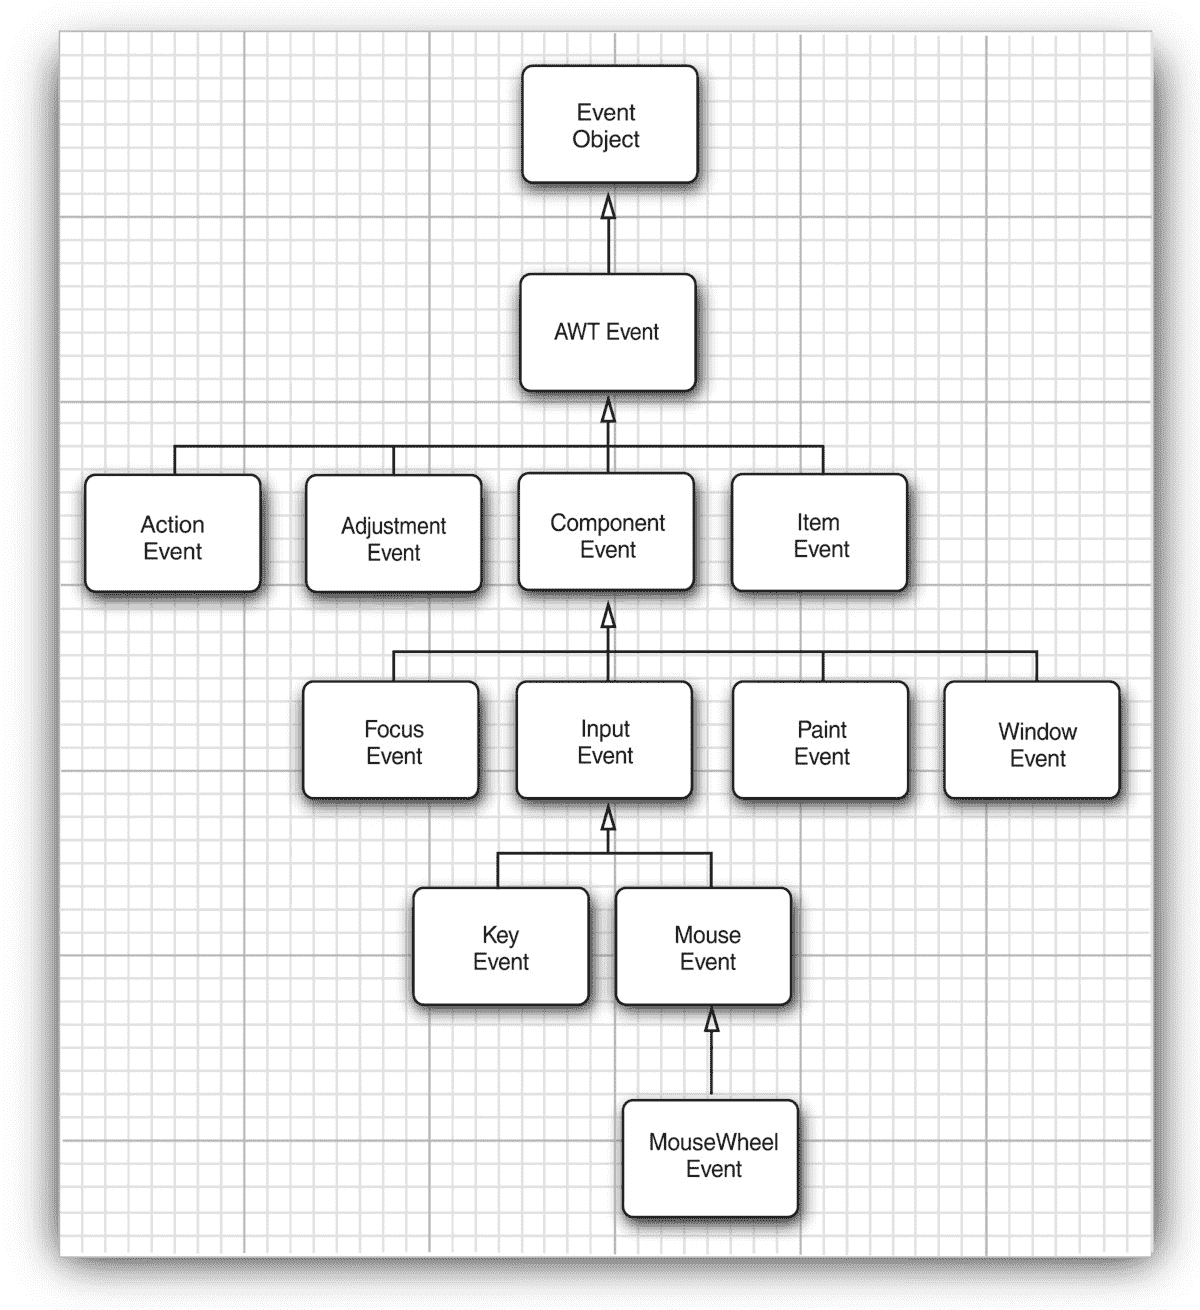 Event
Object
AWT Event
Action
Event
Adjustment
Event
Component
Event
Item
Event
Focus
Event
Input
Event
Paint
Event
Window
Event
Key
Event
Mouse
Event
MouseWheel
Event